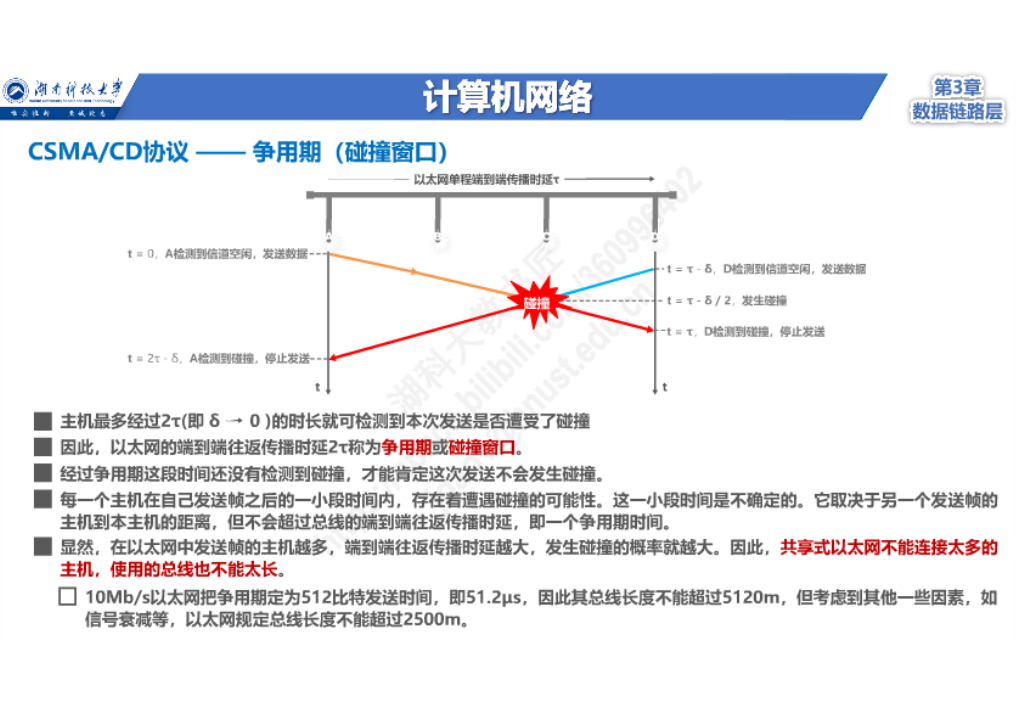 湖南科技大学
计算机网络
第3章
数据链路层
CSMA/CD协议 —— 争用期（碰撞窗口）
以太网单程端到端传播时延τ
t = 0，A检测到信道空闲，发送数据
t = τ - δ，D检测到信道空闲，发送数据
碰撞
t = τ - δ / 2，发生碰撞
t = τ，D检测到碰撞，停止发送
t = 2τ - δ，A检测到碰撞，停止发送
t
t
主机最多经过2τ(即 δ → 0 )的时长就可检测到本次发送是否遭受了碰撞
因此，以太网的端到端往返传播时延2τ称为争用期或碰撞窗口。
经过争用期这段时间还没有检测到碰撞，才能肯定这次发送不会发生碰撞。
每一个主机在自己发送帧之后的一小段时间内，存在着遭遇碰撞的可能性。这一小段时间是不确定的。它取决于另一个发送帧的
主机到本主机的距离，但不会超过总线的端到端往返传播时延，即一个争用期时间。
显然，在以太网中发送帧的主机越多，端到端往返传播时延越大，发生碰撞的概率就越大。因此，共享式以太网不能连接太多的
主机，使用的总线也不能太长。
10Mb/s以太网把争用期定为512比特发送时间，即51.2μs，因此其总线长度不能超过5120m，但考虑到其他一些因素，如
信号衰减等，以太网规定总线长度不能超过2500m。